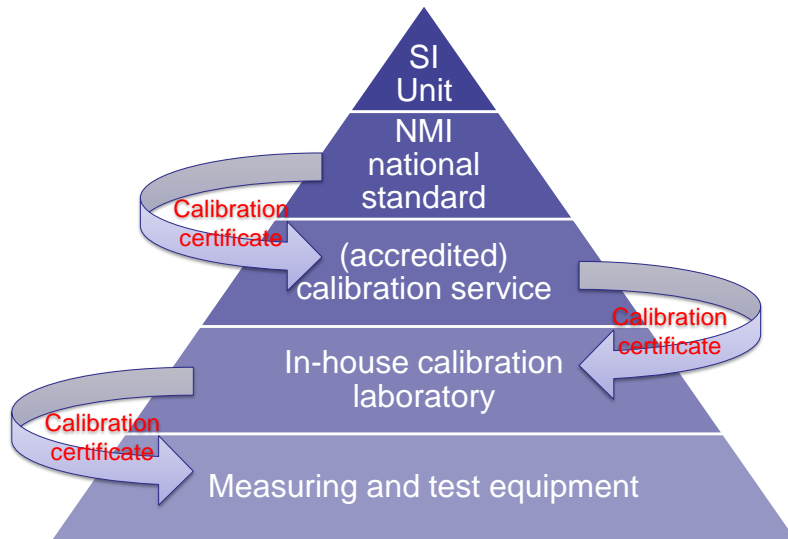 SI
Unit
NMI
national
standard
Calibration
certificate
(accredited)
calibration service
Calibration
certificate
In-house calibration
laboratory
Calibration
certificate
Measuring and test equipment